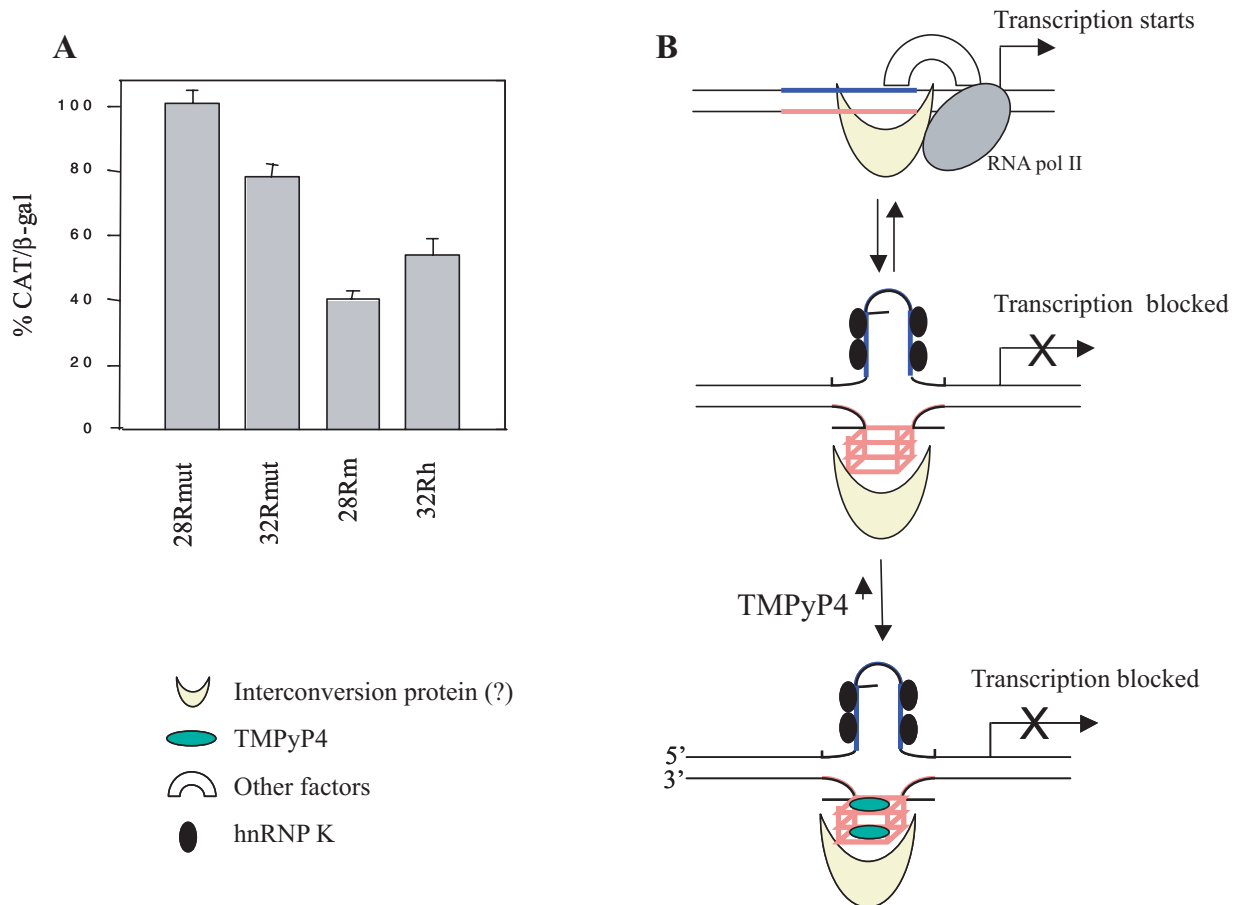 A
% CAT/β-gal
100
80
60
40
20
0
28Rmut
32Rmut
28Rm
32Rh
Interconversion protein (?)
TMPyP4
Other factors
hnRNP K
B
Transcription starts
RNA pol II
Transcription blocked
X
TMPyP4
Transcription blocked
X
5’
3’